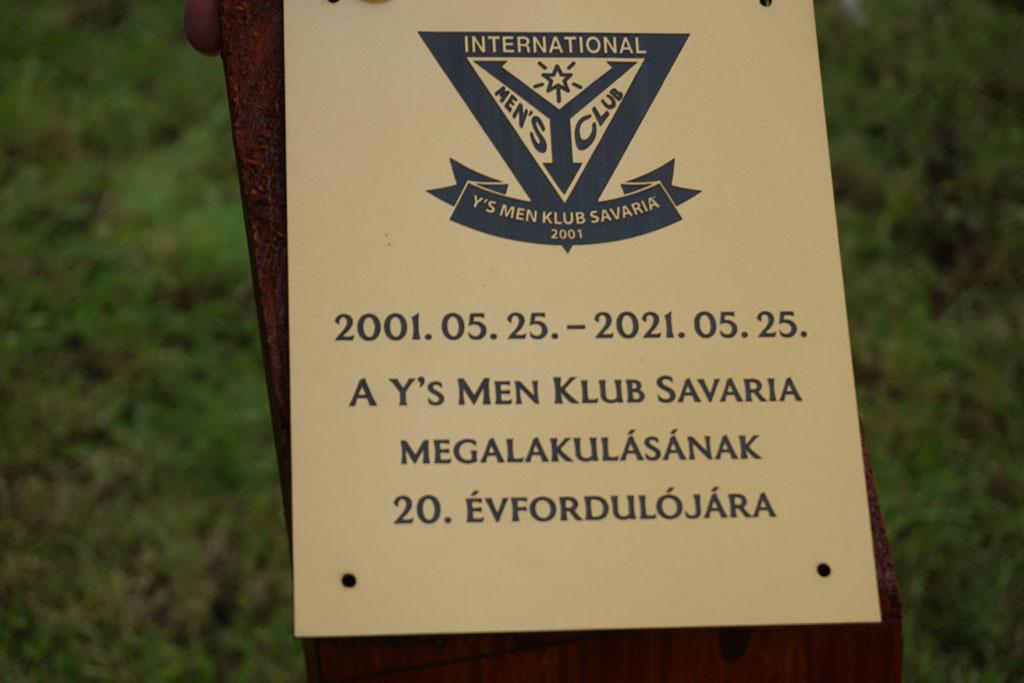 INTERNATIONAL
MEN'S CLUB
Y'S MEN KLUB SAVARIA
2001
2001. 05. 25. – 2021. 05. 25.
A Y'S MEN KLUB SAVARIA
MEGALAKULÁSÁNAK
20. ÉVFORDULÓJÁRA